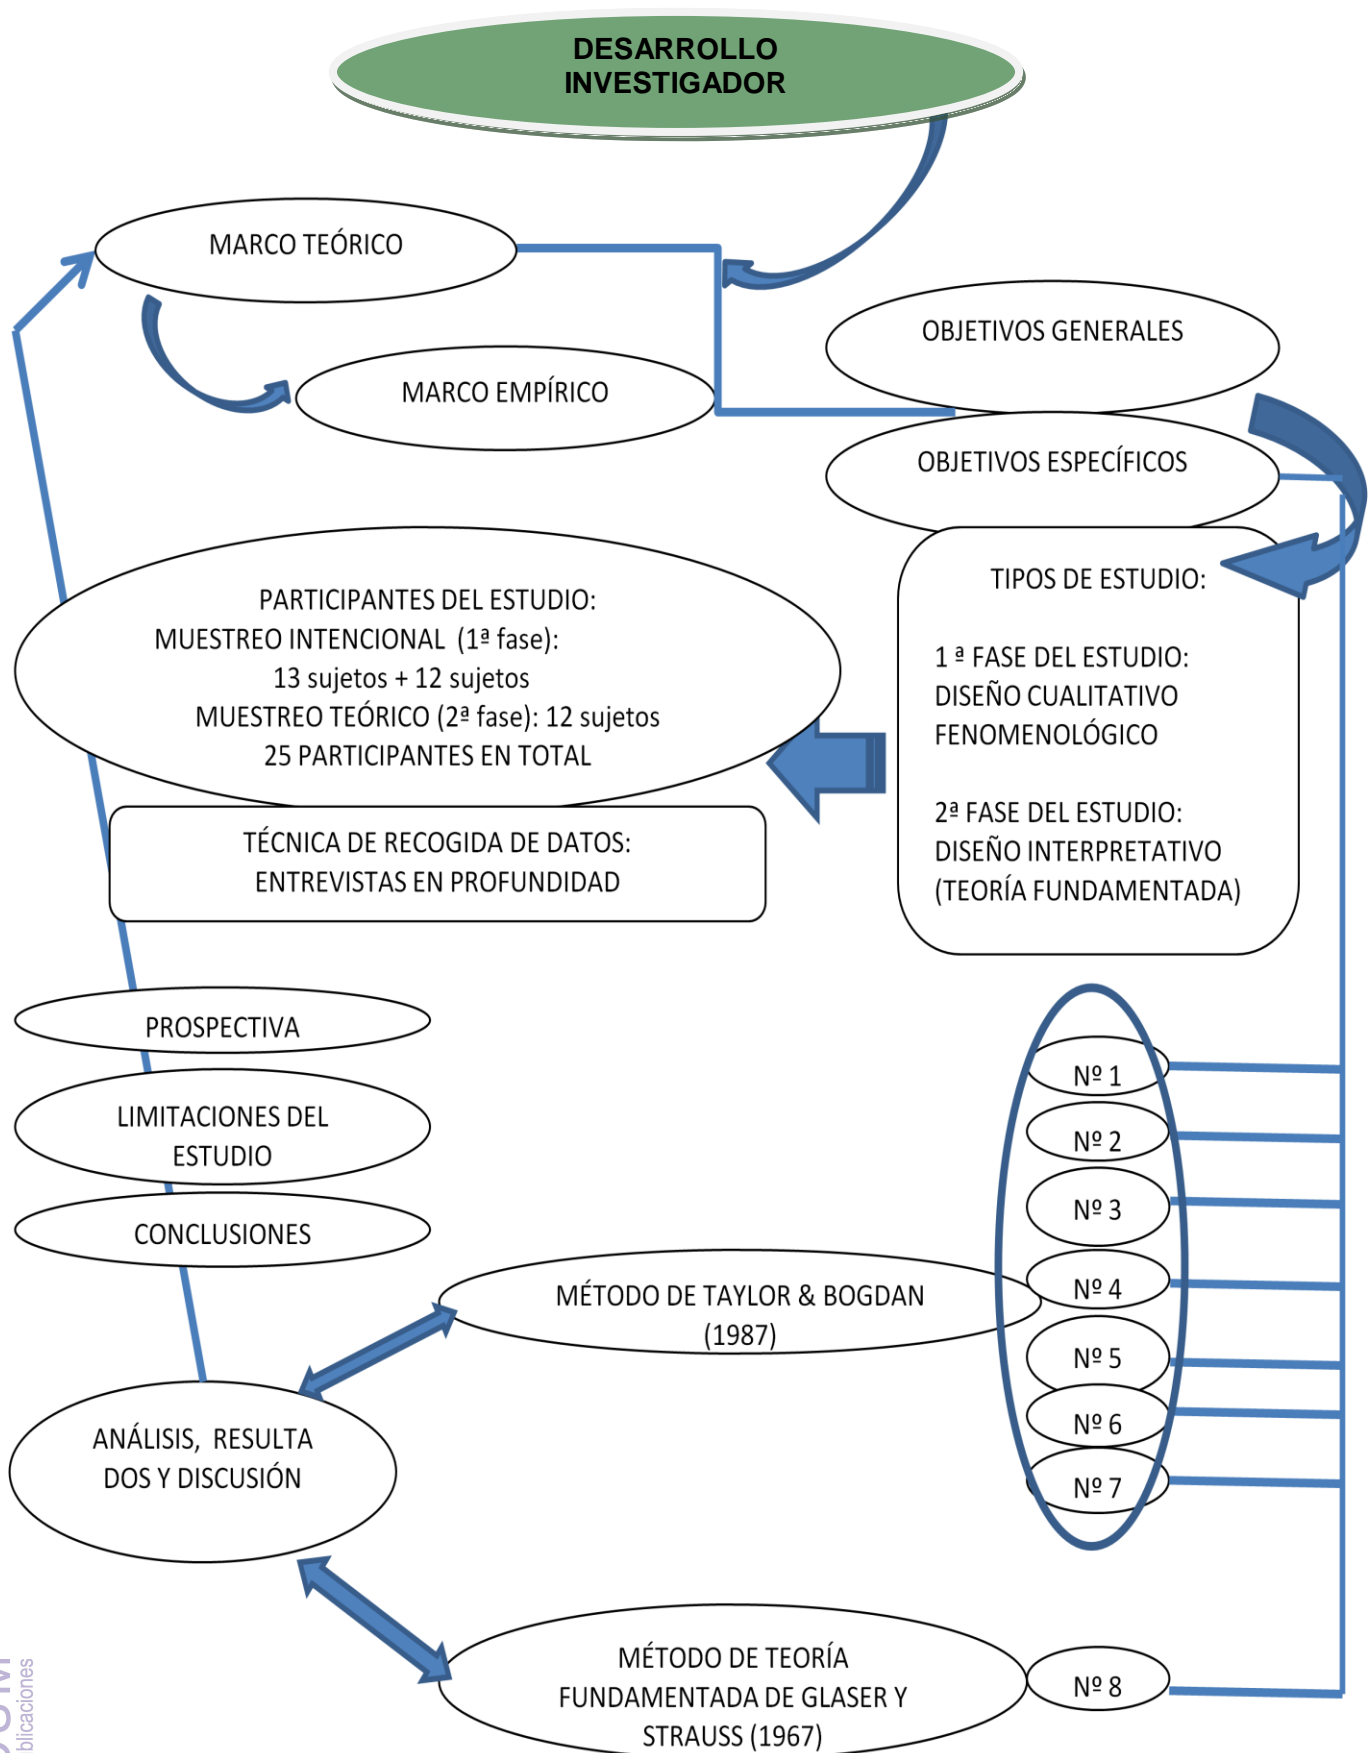 DESARROLLO
INVESTIGADOR
MARCO TEÓRICO
OBJETIVOS GENERALES
MARCO EMPÍRICO
OBJETIVOS ESPECÍFICOS
TIPOS DE ESTUDIO:
1 ª FASE DEL ESTUDIO:
DISEÑO CUALITATIVO
FENOMENOLÓGICO
2ª FASE DEL ESTUDIO:
DISEÑO INTERPRETATIVO
(TEORÍA FUNDAMENTADA)
PARTICIPANTES DEL ESTUDIO:
MUESTREO INTENCIONAL (1ª fase):
13 sujetos + 12 sujetos
MUESTREO TEÓRICO (2ª fase): 12 sujetos
25 PARTICIPANTES EN TOTAL
TÉCNICA DE RECOGIDA DE DATOS:
ENTREVISTAS EN PROFUNDIDAD
PROSPECTIVA
LIMITACIONES DEL
ESTUDIO
CONCLUSIONES
Nº 1
Nº 2
Nº 3
Nº 4
Nº 5
Nº 6
Nº 7
MÉTODO DE TAYLOR & BOGDAN
(1987)
ANÁLISIS, RESULTA
DOS Y DISCUSIÓN
MÉTODO DE TEORÍA
FUNDAMENTADA DE GLASER Y
STRAUSS (1967)
Nº 8